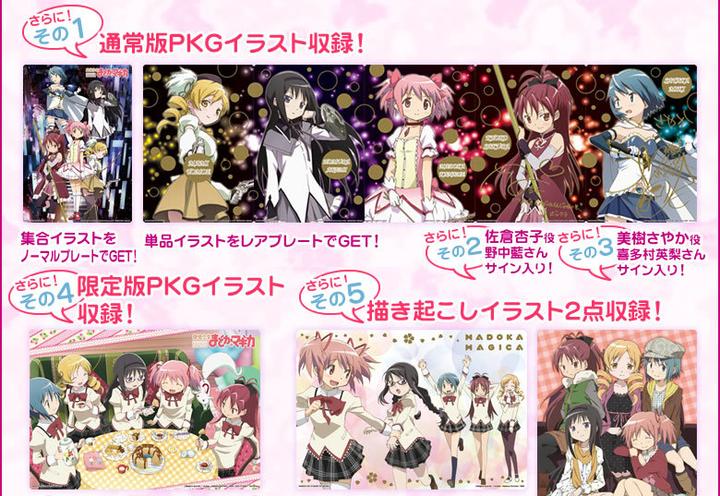 さらに!
その1
通常版PKGイラスト収録!
集合イラストを
ノーマルプレートでGET!
単品イラストをレアプレートでGET!
さらに!
その2
佐倉杏子役
野中藍さん
サイン入り!
さらに!
その3
美樹さやか役
喜多村英梨さん
サイン入り!
さらに!
その4
限定版PKGイラスト
収録!
まどか☆マギカ
さらに!
その5
描き起こしイラスト2点収録!
MADOKA
MAGICA